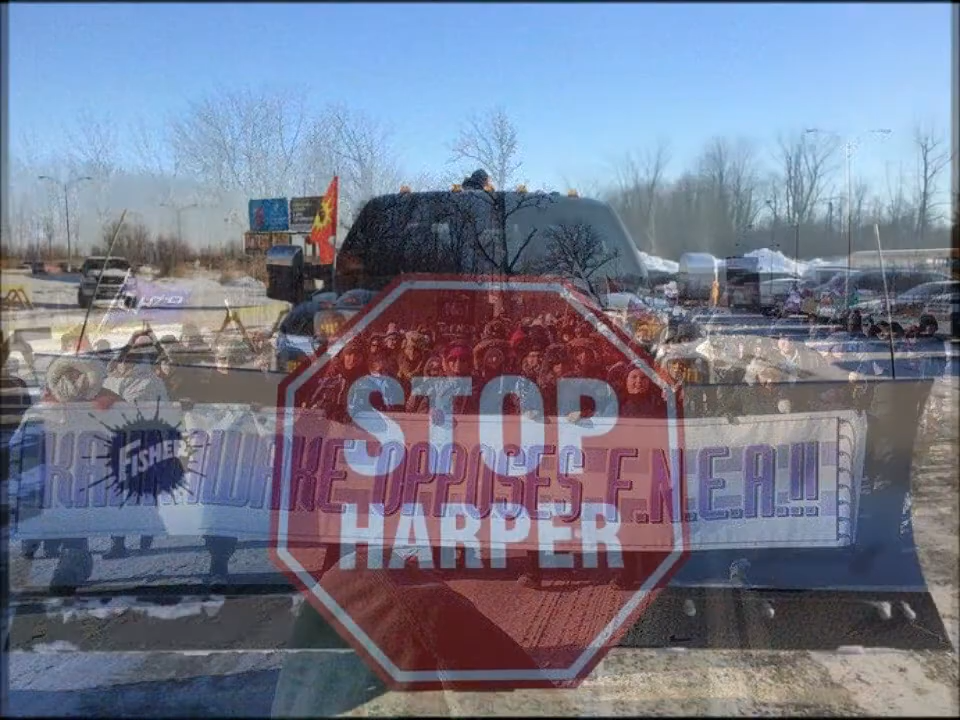 STOP
FISHER
KAHNAWAKE OPPOSES F.N.E.A.!!!
HARPER